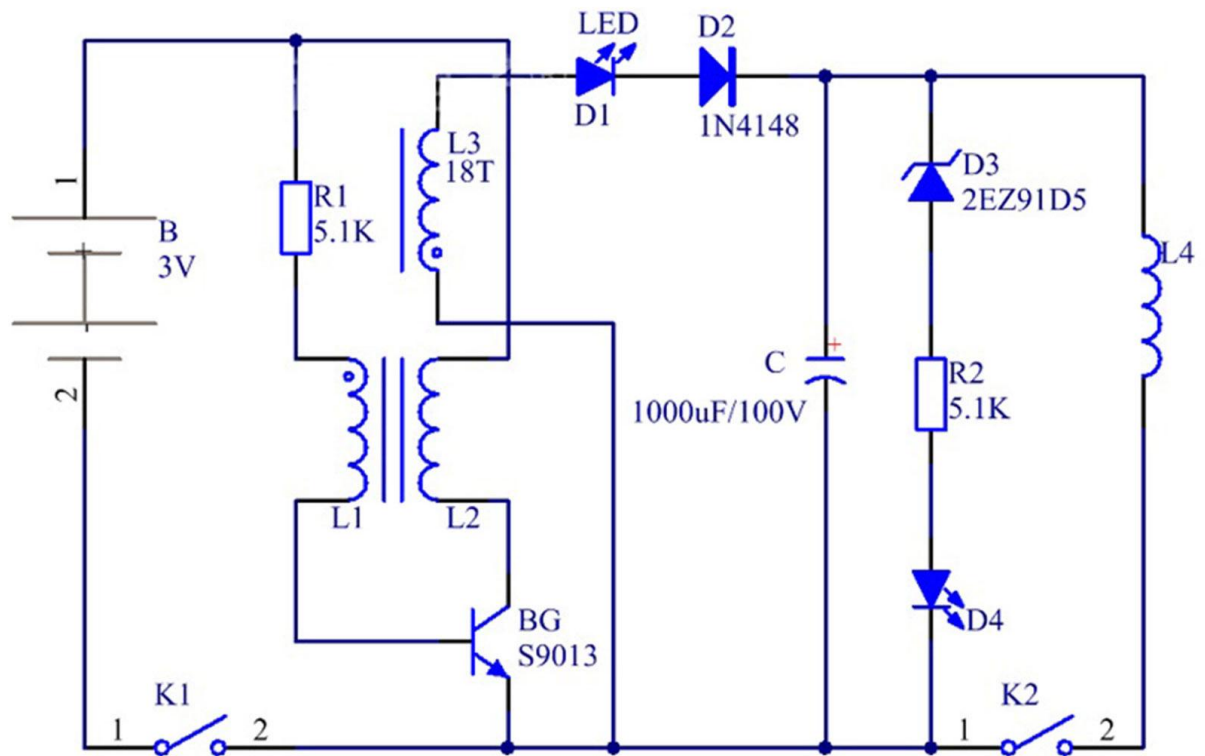 LED
D2
D1
1N4148
L3
18T
D3
2EZ91D5
1
R1
5.1K
B
3V
L4
2
C
+
R2
5.1K
1000uF/100V
L1
L2
BG
S9013
D4
K1
1
2
K2
1
2